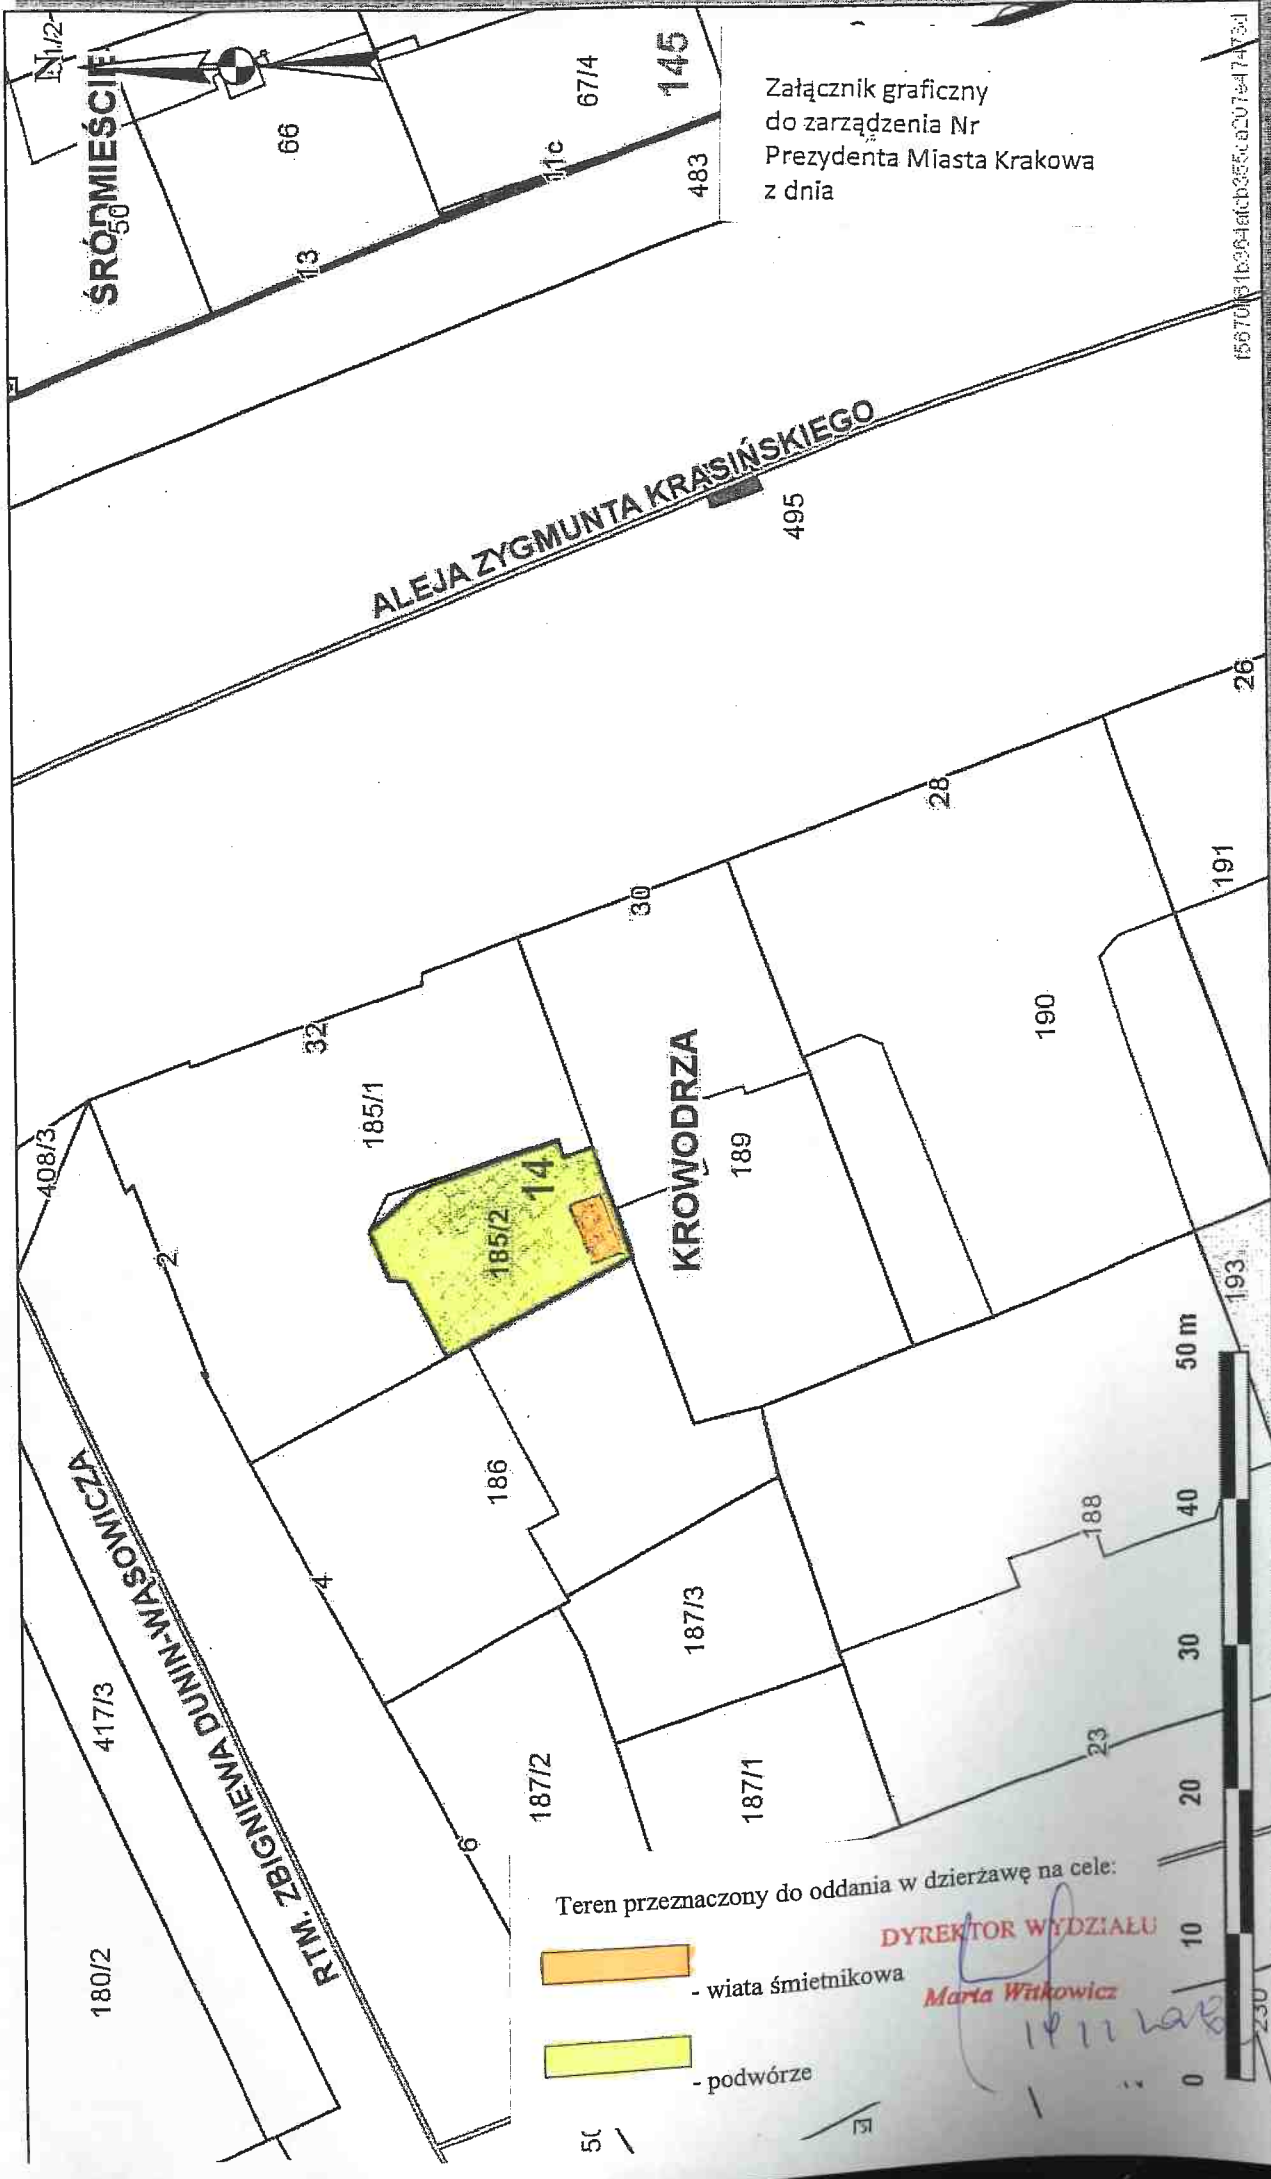 N
1/2
ŚRÓDMIEŚCIE
50
66
67/4
145
13
11c
483
Załącznik graficzny
do zarządzenia Nr
Prezydenta Miasta Krakowa
z dnia
ALEJA ZYGMUNTA KRASIŃSKIEGO
495
26
28
30
32
191
190
189
KROWODRZA
185/1
14
185/2
408/3
2
193
186
4
188
187/3
RTM. ZBIGNIEWA DUNIN-WĄSOWICZA
417/3
187/2
187/1
23
6
180/2
Teren przeznaczony do oddania w dzierżawę na cele:
- wiata śmietnikowa
- podwórze
DYREKTOR WYDZIAŁU
Marta Witkowicz
0 10 20 30 40 50 m
230